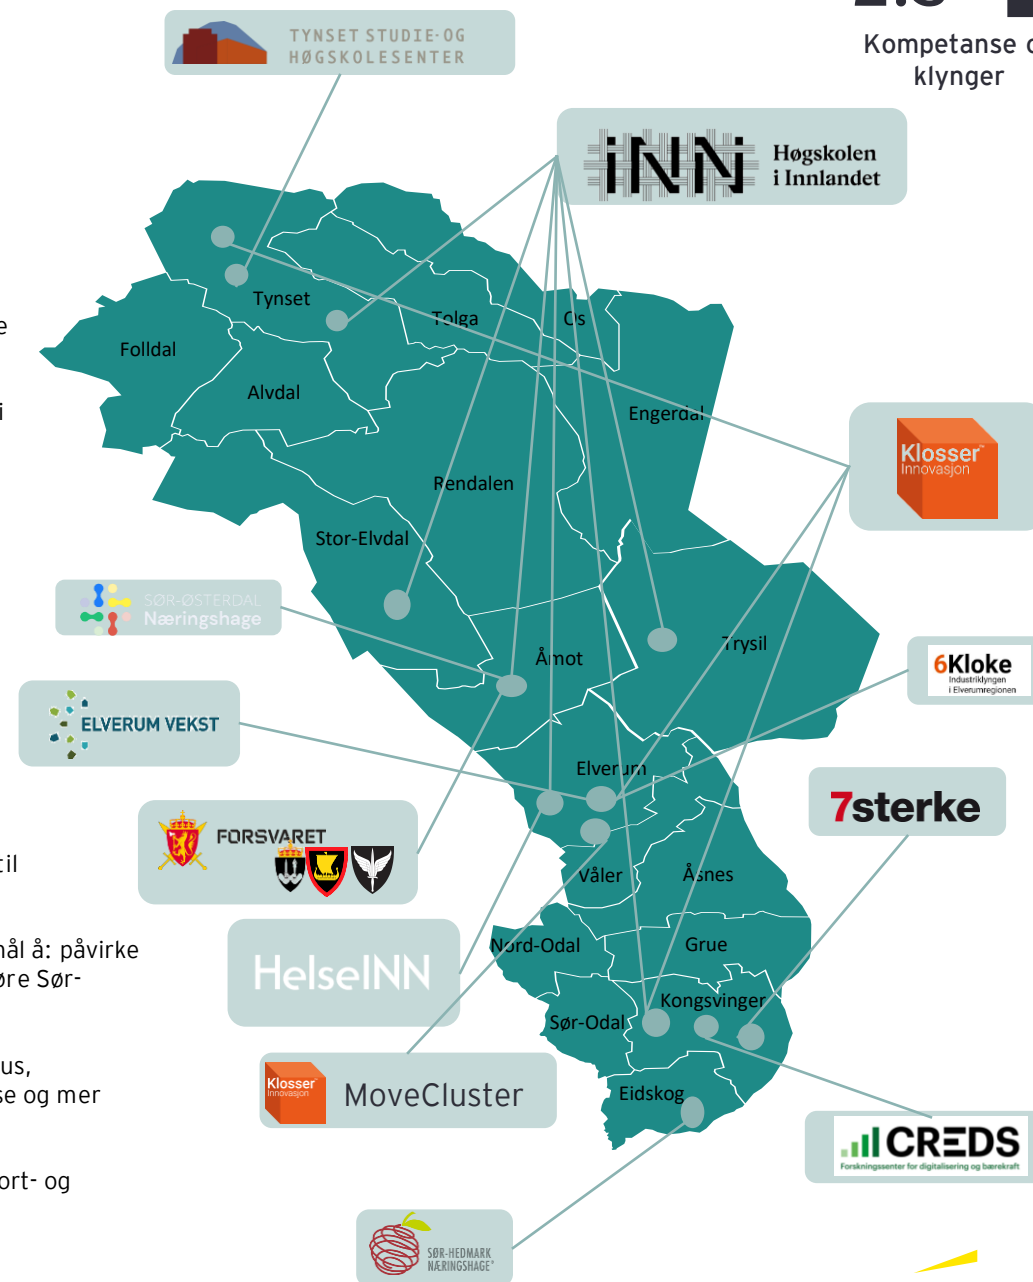 TYNSET STUDIE-OG
HØGSKOLESENTER
Kompetanse o
klynger
iNNi
Høgskolen
i Innlandet
e
i
Tynset
Tolga
Os
Folldal
Alvdal
Engerdal
Klosser™
Innovasjon
Rendalen
Stor-Elvdal
SØR-ØSTERDAL
Næringshage
Åmot
Trysil
6Kloke
Industriklyngen
i Elverumregionen
ELVERUM VEKST
Elverum
7sterke
FORSVARET
til
Våler
Åsnes
nål å: påvirke
øre Sør-
HelseINN
Nord-Odal
Grue
Kongsvinger
Sør-Odal
us,
se og mer
Klosser
Innovasjon
MoveCluster
Eidskog
CREDS
Forskningssenter for digitalisering og bærekraft
ort- og
SØR-HEDMARK
NÆRINGSHAGE